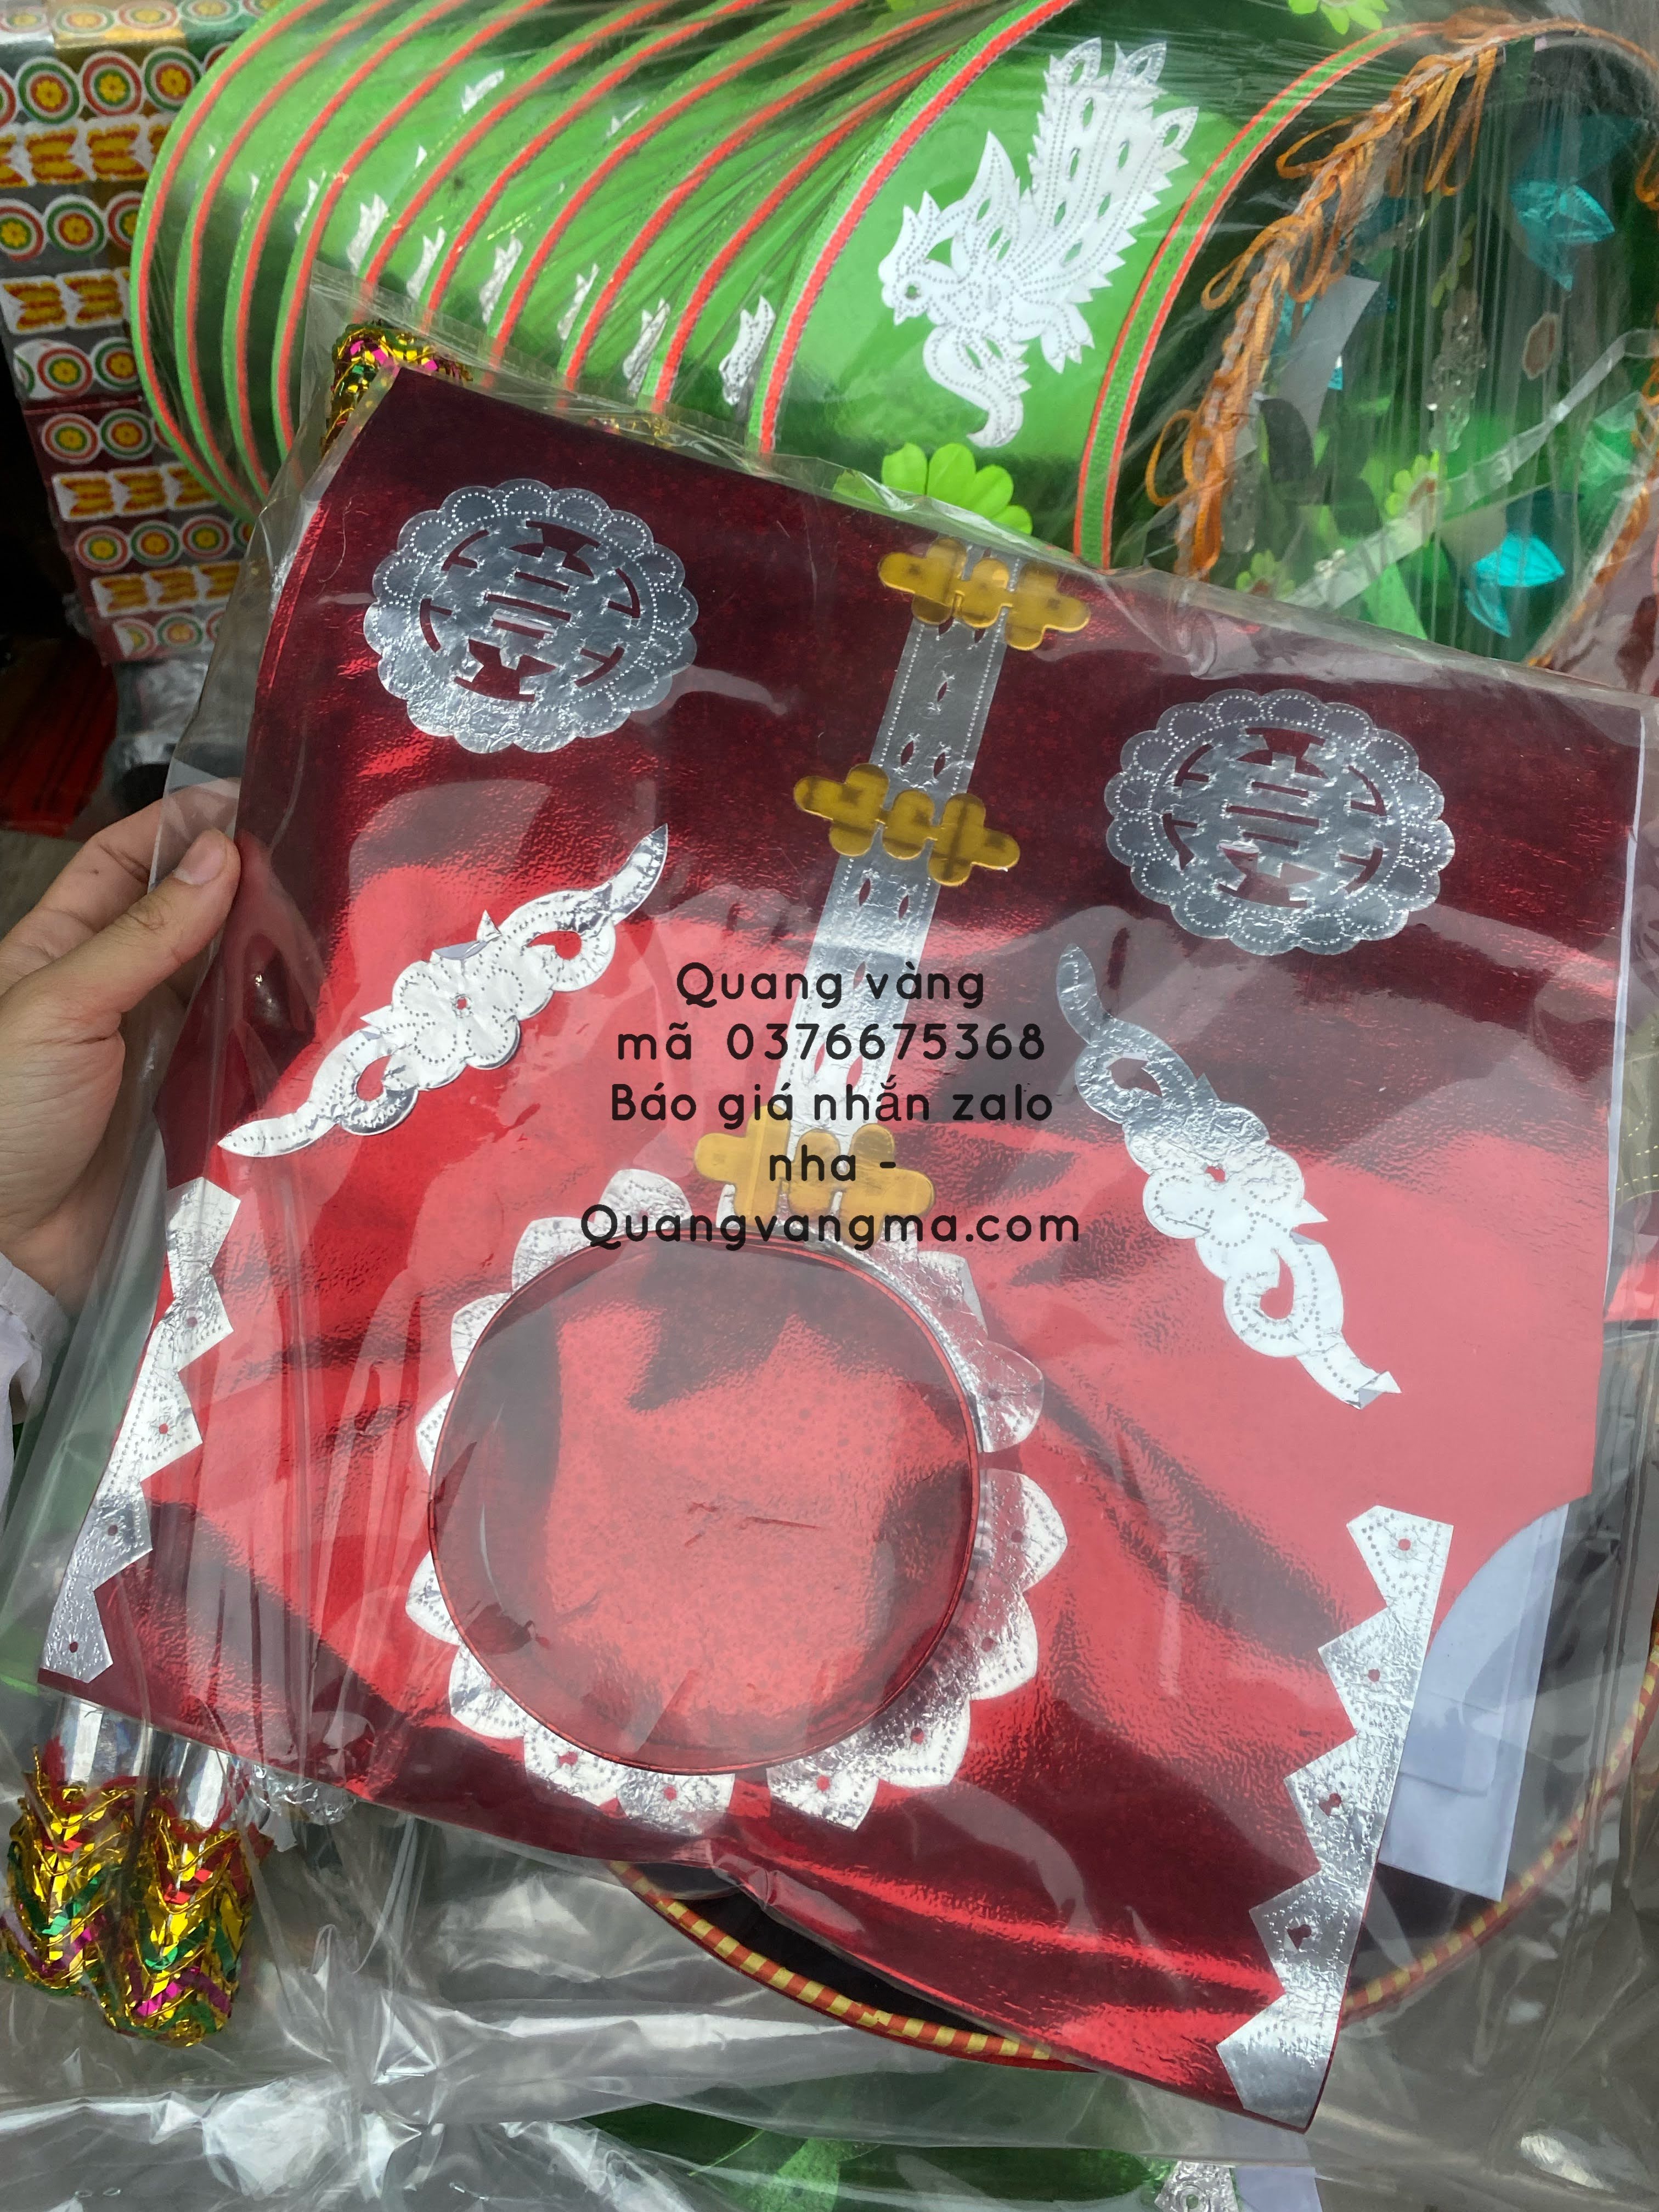 Quang vàng
mã 0376675368
Báo giá nhắn zalo
nha -
Quangvangma.com